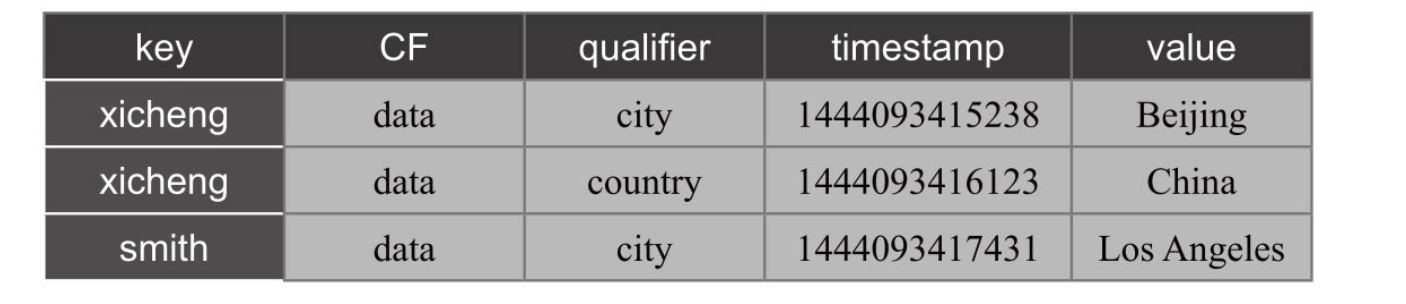 key CF qualifier timestamp value
xicheng data city 1444093415238 Beijing
xicheng data country 1444093416123 China
smith data city 1444093417431 Los Angeles